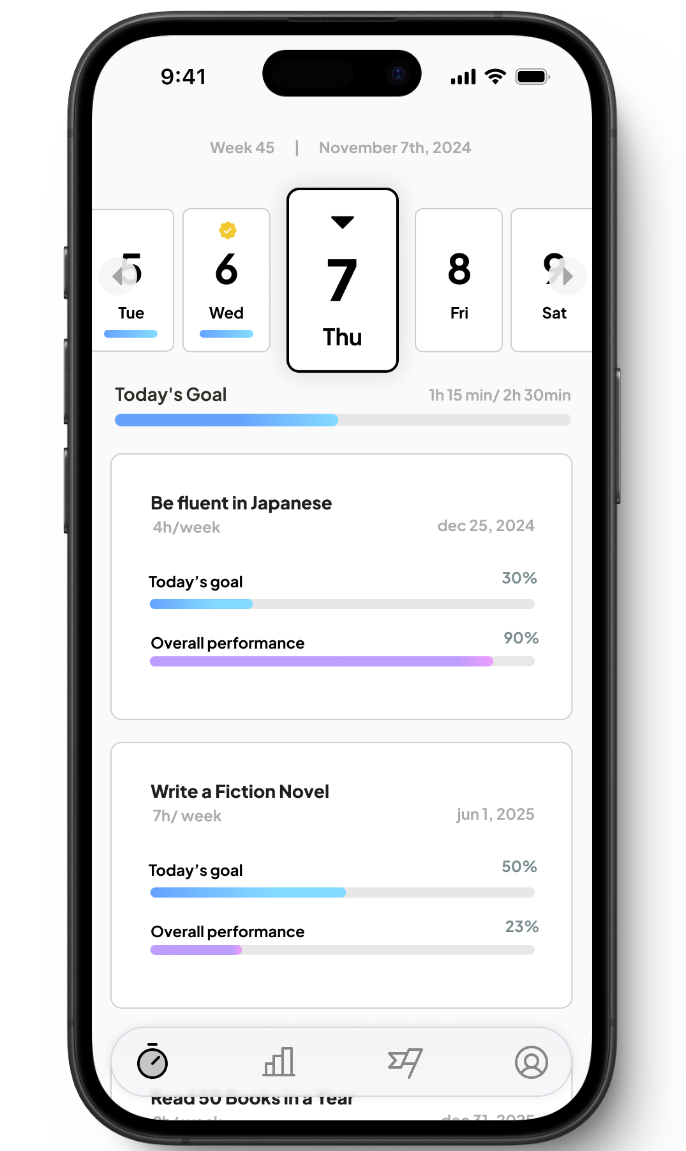 9:41
Week 45 | November 7th, 2024
5 6 7 8 9
Tue Wed Thu Fri Sat
Today's Goal 1h 15 min/ 2h 30min
Be fluent in Japanese
4h/week dec 25, 2024
Today's goal 30%
Overall performance 90%
Write a Fiction Novel
7h/ week jun 1, 2025
Today's goal 50%
Overall performance 23%
Read 50 Books in a Year
dec 31, 2025